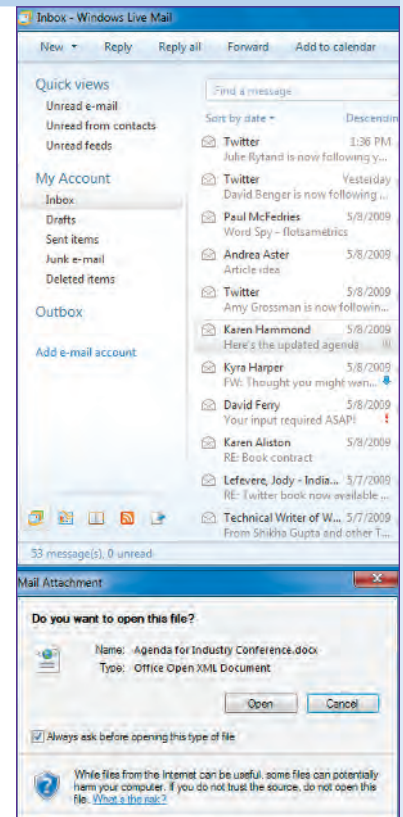 Inbox - Windows Live Mail
New Reply Reply all Forward Add to calendar
Quick views
Unread e-mail
Unread from contacts
Unread feeds
My Account
Inbox
Drafts
Sent items
Junk e-mail
Deleted items
Outbox
Add e-mail account
Find a message
Sort by date Descendin
Twitter 1:36 PM
Julie Rytand is now following y...
Twitter Yesterday
David Benger is now following ...
Paul McFedries 5/8/2009
Word Spy - flotsametrics
Andrea Aster 5/8/2009
Article idea
Twitter 5/8/2009
Amy Grossman is now followin...
Karen Hammond 5/8/2009
Here's the updated agenda
Kyra Harper 5/8/2009
FW: Thought you might wan...
David Ferry 5/8/2009
Your input required ASAP! !
Karen Aliston 5/8/2009
RE: Book contract
Lefevere, Jody - India... 5/7/2009
RE: Twitter book now available ...
Technical Writer of W... 5/7/2009
From Shikha Gupta and other T...
53 message(s), 0 unread
Mail Attachment
Do you want to open this file?
Name: Agenda for Industry Conference.docx
Type: Office Open XML Document
Open Cancel
Always ask before opening this type of file
While files from the Internet can be useful, some files can potentially
harm your computer. If you do not trust the source, do not open this
file. What's the risk?